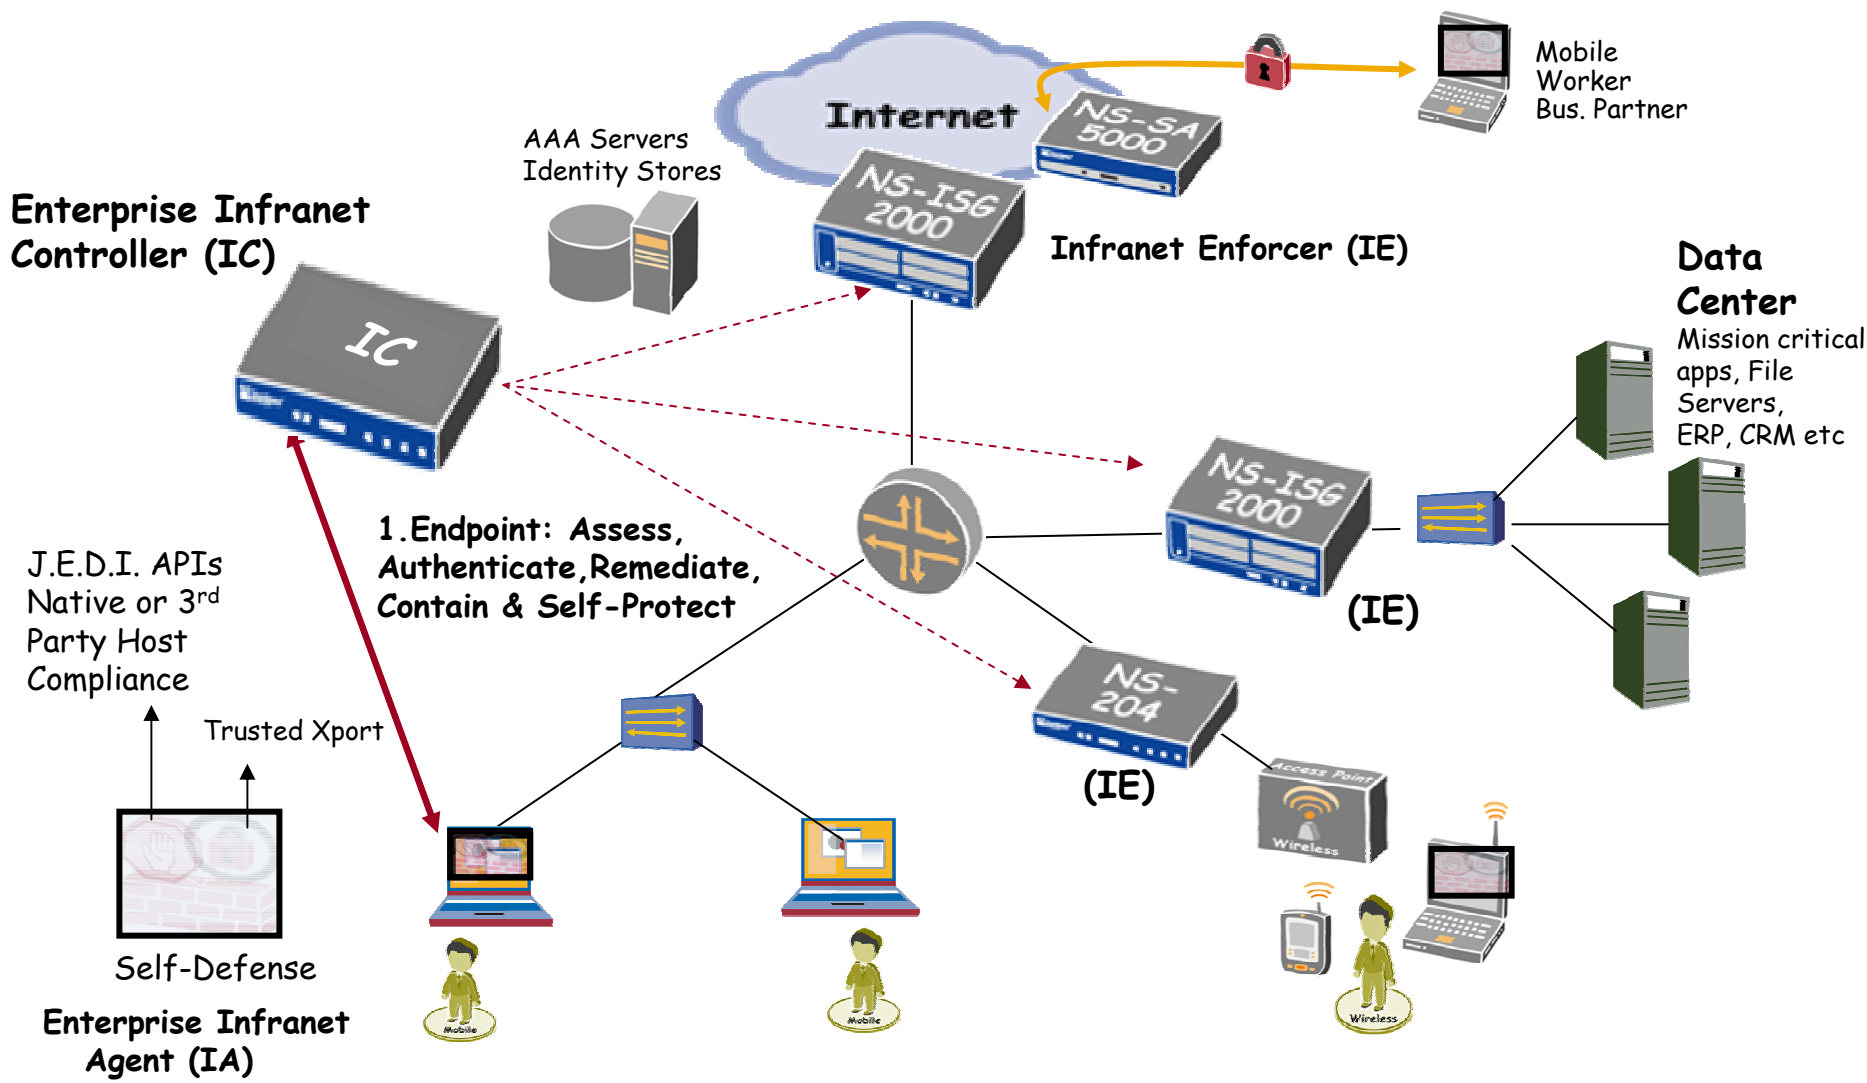 Mobile
Worker
Bus. Partner
Internet
NS-SA
5000
AAA Servers
Identity Stores
NS-ISG
2000
Enterprise Infranet
Controller (IC)
Infranet Enforcer (IE)
Data
Center
Mission critical
apps, File
Servers,
ERP, CRM etc
IC
NS-ISG
2000
(IE)
1.Endpoint: Assess,
Authenticate,Remediate,
Contain & Self-Protect
J.E.D.I. APIs
Native or 3rd
Party Host
Compliance
Trusted Xport
NS-
204
(IE)
Access Point
Wireless
Self-Defense
Enterprise Infranet
Agent (IA)
Mobile
Mobile
Wireless